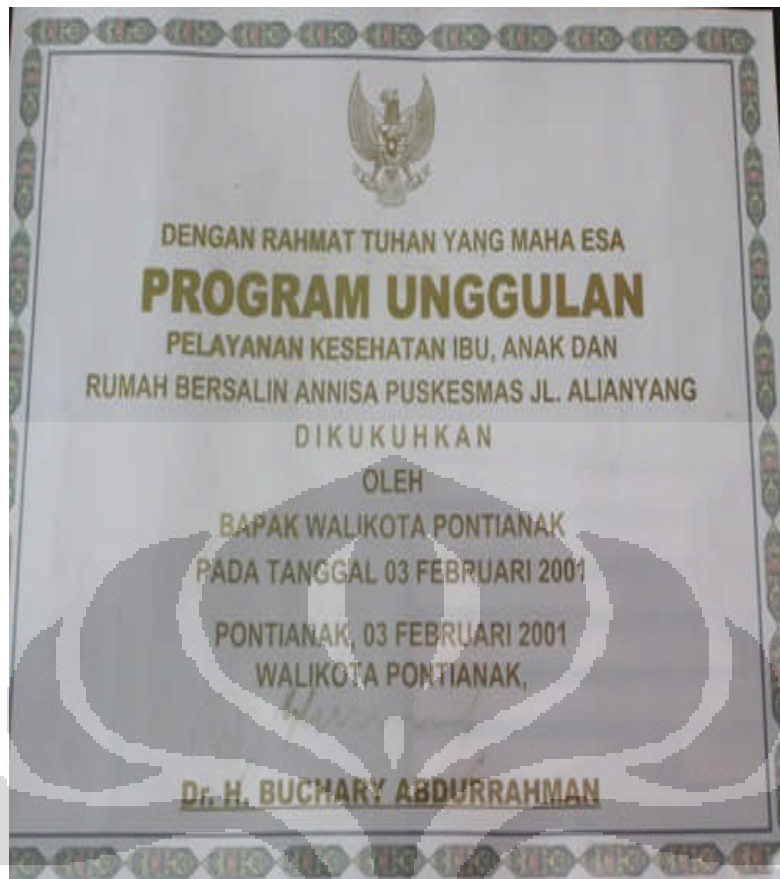 DENGAN RAHMAT TUHAN YANG MAHA ESA
PROGRAM UNGGULAN
PELAYANAN KESEHATAN IBU, ANAK DAN
RUMAH BERSALIN ANNISA PUSKESMAS JL. ALIANYANG
DIKUKUHKAN
OLEH
BAPAK WALIKOTA PONTIANAK
PADA TANGGAL 03 FEBRUARI 2001
PONTIANAK, 03 FEBRUARI 2001
WALIKOTA PONTIANAK,
Dr. H. BUCHARY ABDURRAHMAN